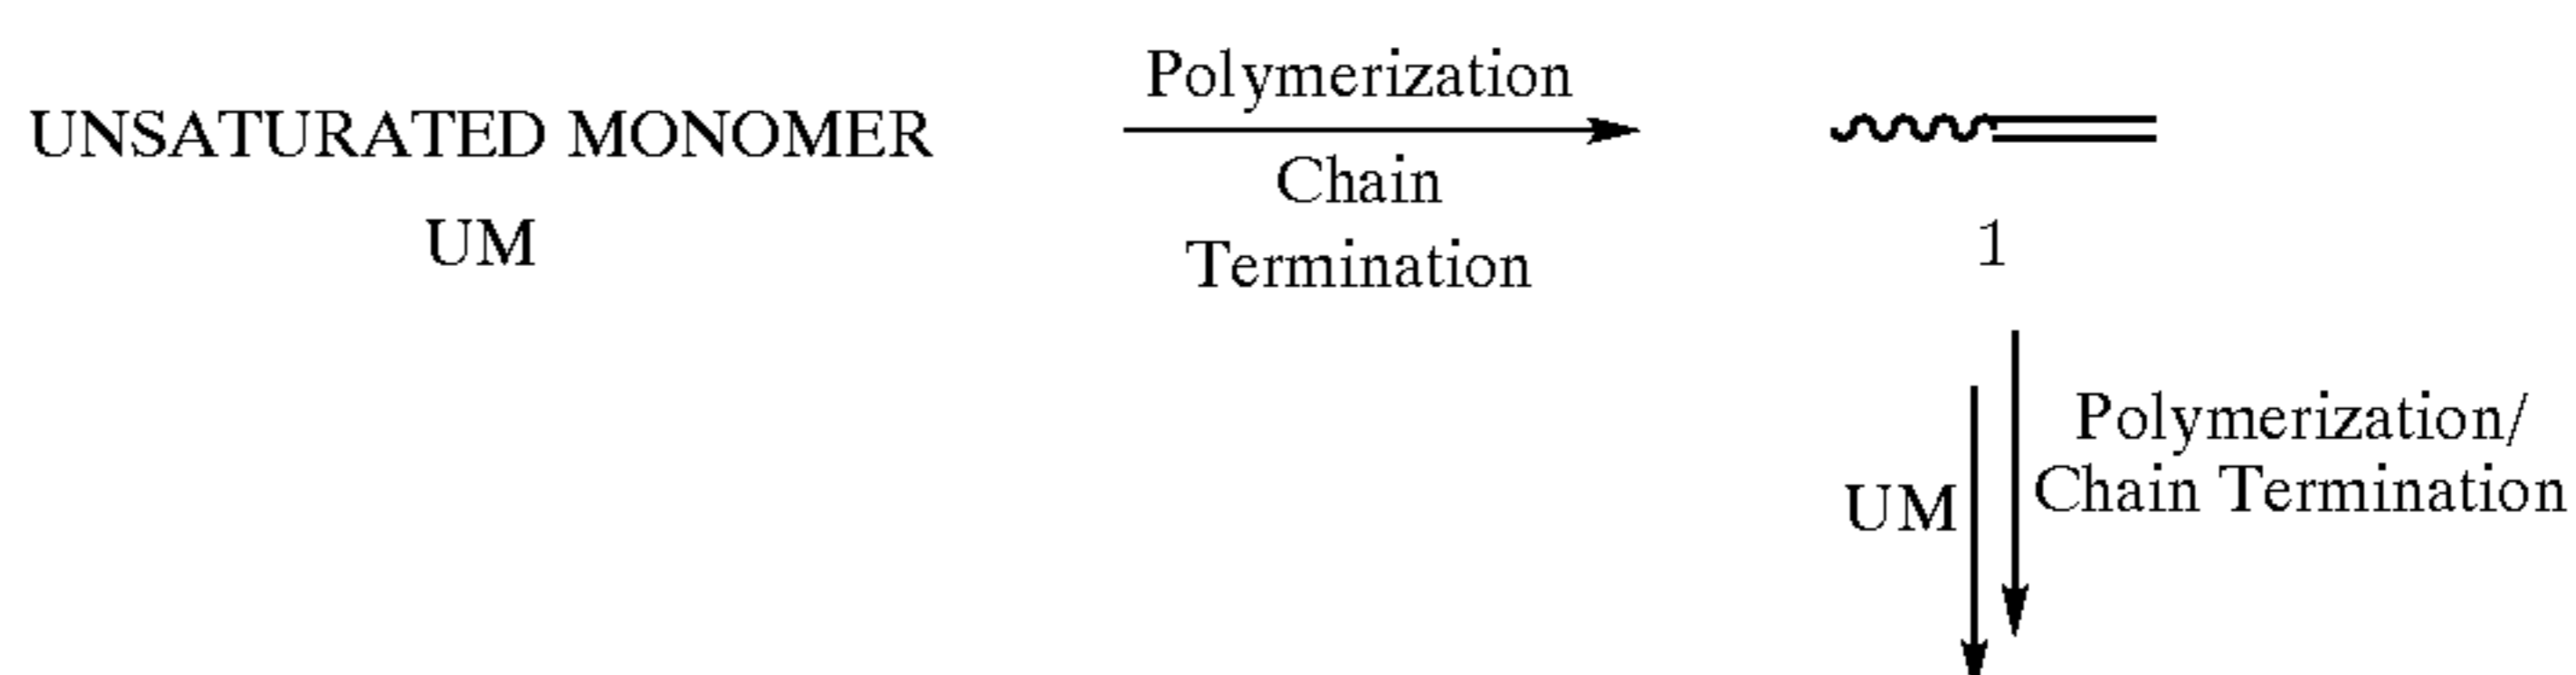 UNSATURATED MONOMER
UM
Polymerization
Chain
Termination
1
UM
Polymerization/
Chain Termination